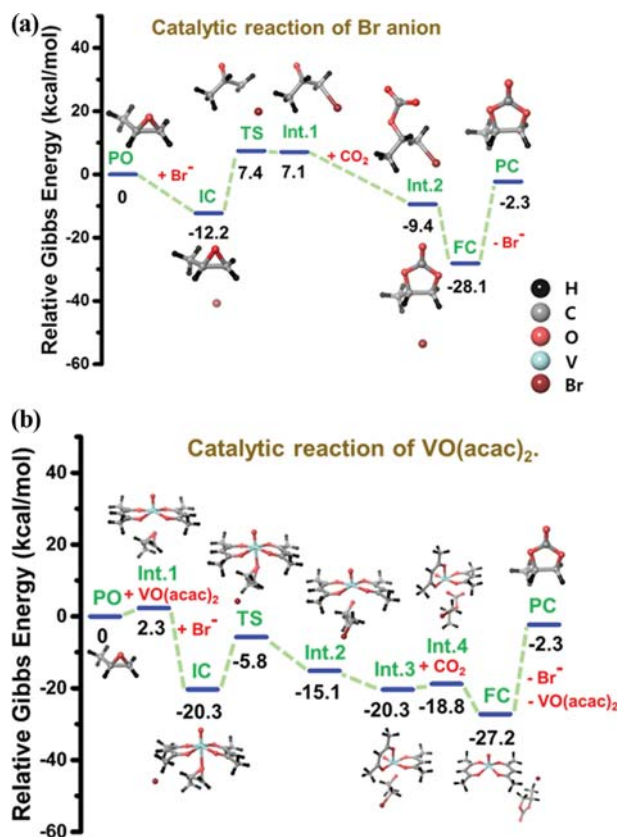 (a)
Catalytic reaction of Br anion
Relative Gibbs Energy (kcal/mol)
40
20
0
-20
-40
-60
PO
0
+ Br⁻
IC
-12.2
TS
7.4
Int.1
7.1
+ CO₂
Int.2
-9.4
FC
-28.1
PC
-2.3
- Br⁻
H
C
O
V
Br
(b)
Catalytic reaction of VO(acac)₂.
Relative Gibbs Energy (kcal/mol)
40
20
0
-20
-40
-60
PO
0
Int.1
+ VO(acac)₂
2.3
+ Br⁻
IC
-20.3
TS
-5.8
Int.2
-15.1
Int.3
-20.3
Int.4
+ CO₂
-18.8
FC
-27.2
PC
-2.3
- Br⁻
- VO(acac)₂